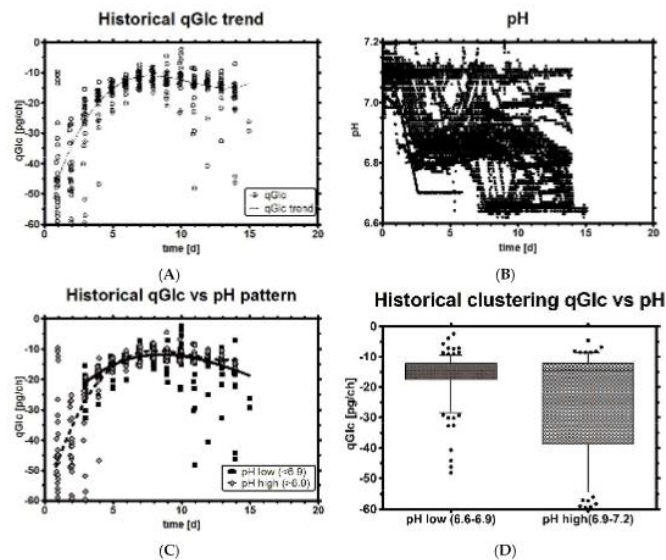 Historical qGlc trend
pH
qGlc [pg/ch]
0
-10
-20
-30
-40
-50
-60
0 5 10 15 20
time [d]
qGlc
qGlc trend
pH
7.2
7.0
6.8
6.6
0 5 10 15 20
time [d]
(A)
(B)
Historical qGlc vs pH pattern
Historical clustering qGlc vs pH
qGlc [pg/ch]
0
-10
-20
-30
-40
-50
-60
0 5 10 15 20
time [d]
pH low (<6.9)
pH high (>6.9)
qGlc [pg/ch]
0
-10
-20
-30
-40
-50
-60
pH low (6.6-6.9)
pH high(6.9-7.2)
(C)
(D)